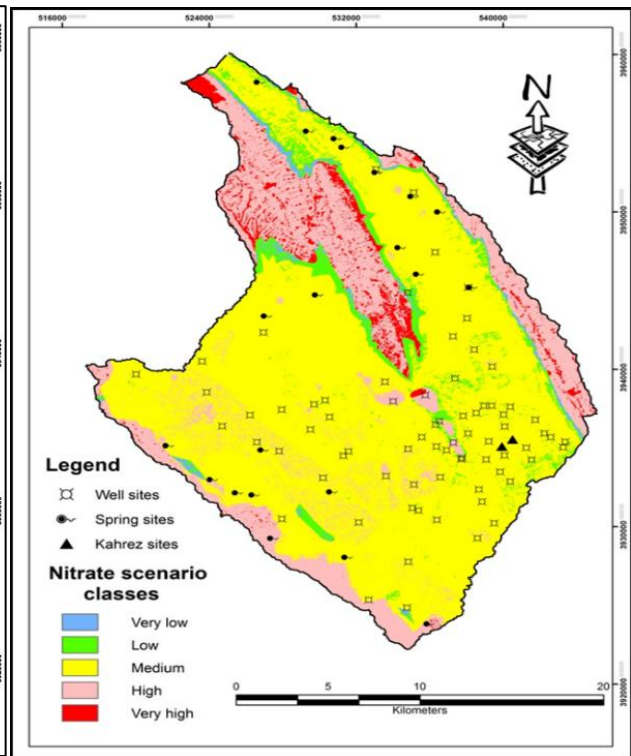 516000 524000 532000 540000
3960000
3950000
3940000
3930000
3920000
N
Legend
Well sites
Spring sites
Kahrez sites
Nitrate scenario
classes
Very low
Low
Medium
High
Very high
0 5 10 20
Kilometers